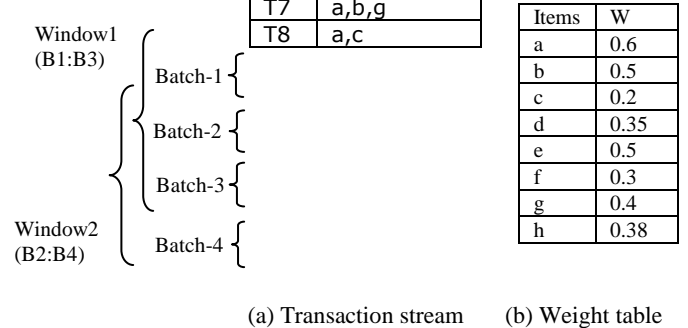 T7 a,b,g
T8 a,c
Window1
(B1:B3)
Batch-1
Batch-2
Batch-3
Window2
(B2:B4)
Batch-4
Items W
a 0.6
b 0.5
c 0.2
d 0.35
e 0.5
f 0.3
g 0.4
h 0.38
(a) Transaction stream (b) Weight table